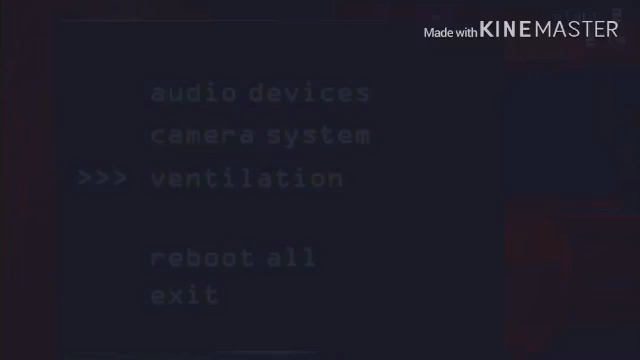 Made with KINEMASTER
audio devices
camera system
>>> ventilation
reboot all
exit